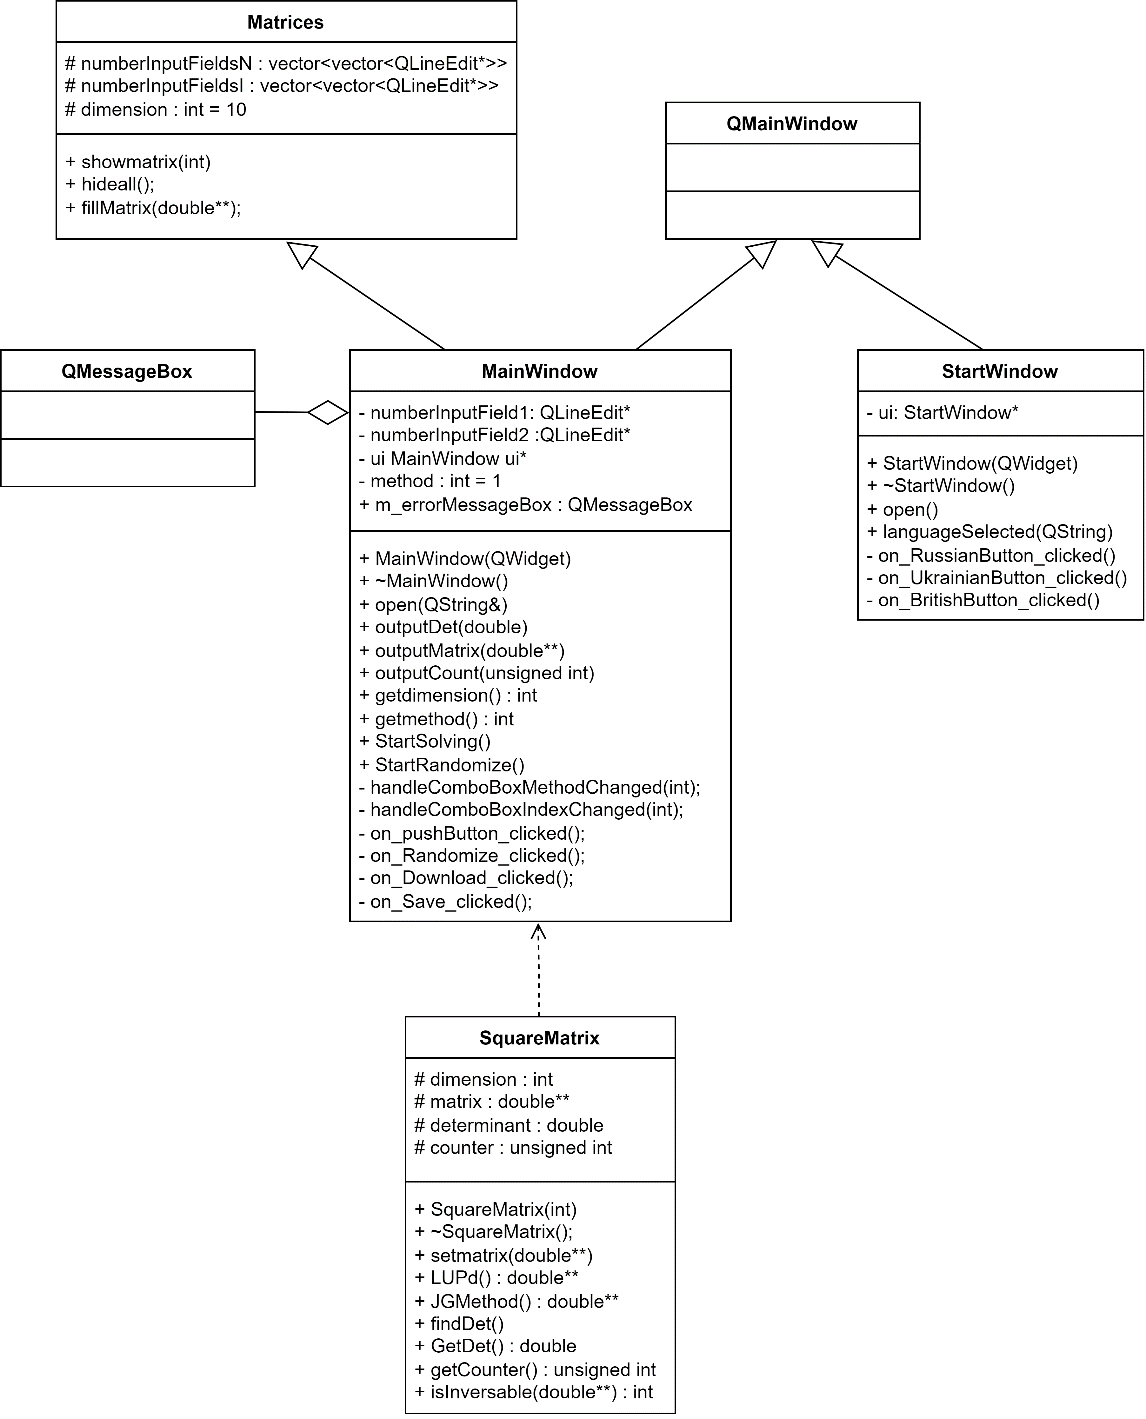 Matrices
# numberInputFieldsN : vector<vector<QLineEdit*>>
# numberInputFieldsI : vector<vector<QLineEdit*>>
# dimension : int = 10
+ showmatrix(int)
+ hideall();
+ fillMatrix(double**);
QMainWindow
QMessageBox
MainWindow
- numberInputField1: QLineEdit*
- numberInputField2 :QLineEdit*
- ui MainWindow ui*
- method : int = 1
+ m_errorMessageBox : QMessageBox
+ MainWindow(QWidget)
+ ~MainWindow()
+ open(QString&)
+ outputDet(double)
+ outputMatrix(double**)
+ outputCount(unsigned int)
+ getdimension() : int
+ getmethod() : int
+ StartSolving()
+ StartRandomize()
- handleComboBoxMethodChanged(int);
- handleComboBoxIndexChanged(int);
- on_pushButton_clicked();
- on_Randomize_clicked();
- on_Download_clicked();
- on_Save_clicked();
StartWindow
- ui: StartWindow*
+ StartWindow(QWidget)
+ ~StartWindow()
+ open()
+ languageSelected(QString)
- on_RussianButton_clicked()
- on_UkrainianButton_clicked()
- on_BritishButton_clicked()
SquareMatrix
# dimension : int
# matrix : double**
# determinant : double
# counter : unsigned int
+ SquareMatrix(int)
+ ~SquareMatrix();
+ setmatrix(double**)
+ LUPd() : double**
+ JGMethod() : double**
+ findDet()
+ GetDet() : double
+ getCounter() : unsigned int
+ isInversable(double**) : int